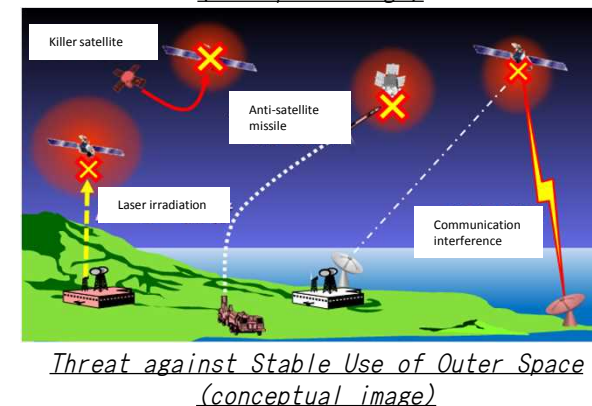 Killer satellite
Anti-satellite
missile
Laser irradiation
Communication
interference
Threat against Stable Use of Outer Space
(conceptual image)